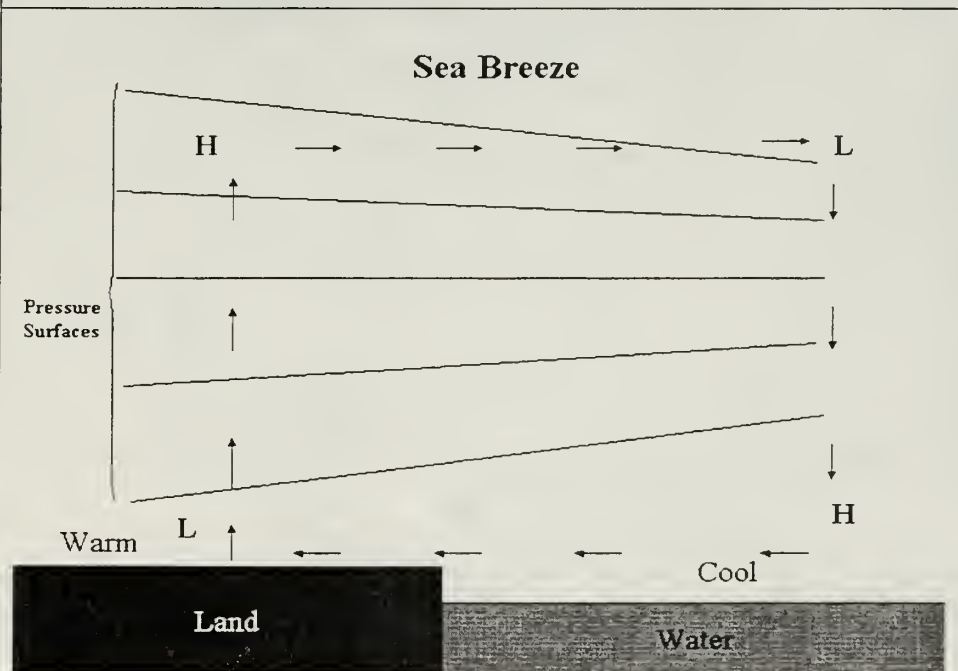 Sea Breeze
H
L
Pressure
Surfaces
H
L
Warm
Cool
Land
Water